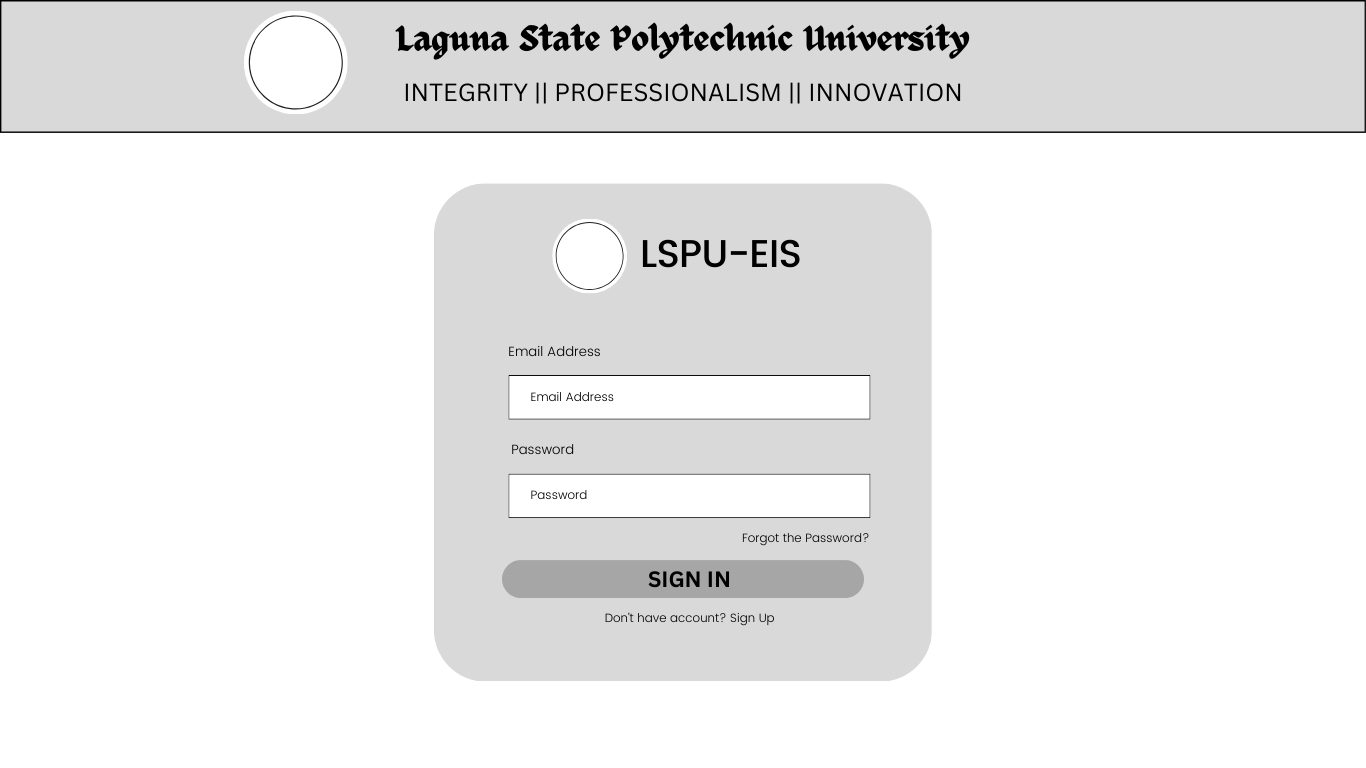 Laguna State Polytechnic University
INTEGRITY || PROFESSIONALISM || INNOVATION
LSPU-EIS
Email Address
Email Address
Password
Password
Forgot the Password?
SIGN IN
Don't have account? Sign Up